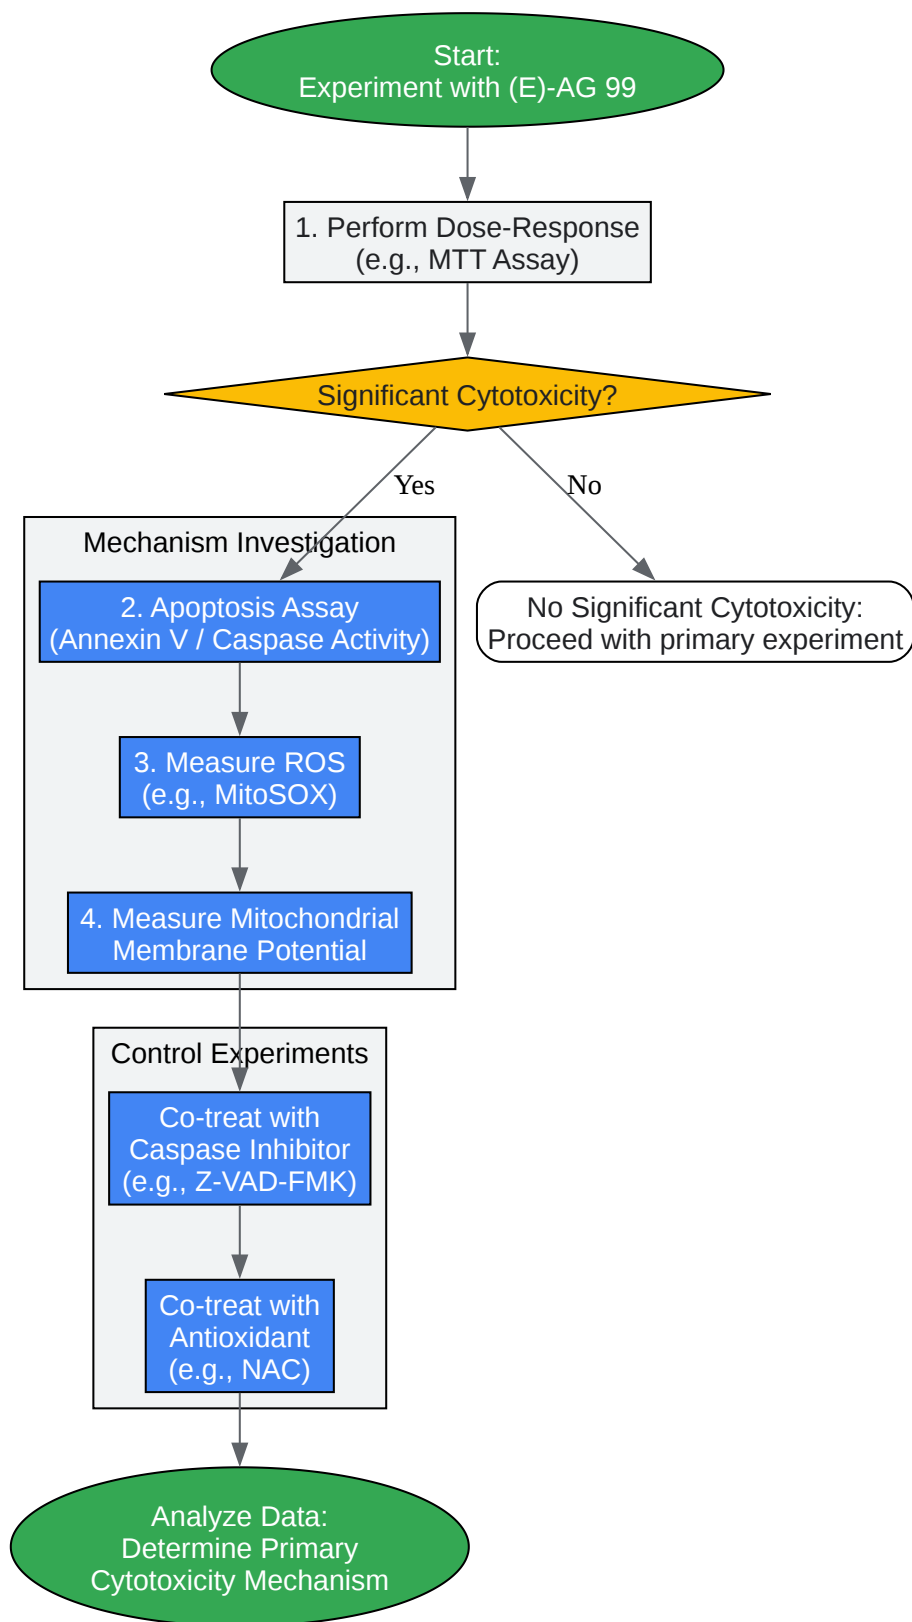 Start:
Experiment with (E)-AG 99
1. Perform Dose-Response
(e.g., MTT Assay)
Significant Cytotoxicity?
Yes
No
Mechanism Investigation
2. Apoptosis Assay
(Annexin V / Caspase Activity)
No Significant Cytotoxicity:
Proceed with primary experiment
3. Measure ROS
(e.g., MitoSOX)
4. Measure Mitochondrial
Membrane Potential
Control Experiments
Co-treat with
Caspase Inhibitor
(e.g., Z-VAD-FMK)
Co-treat with
Antioxidant
(e.g., NAC)
Analyze Data:
Determine Primary
Cytotoxicity Mechanism